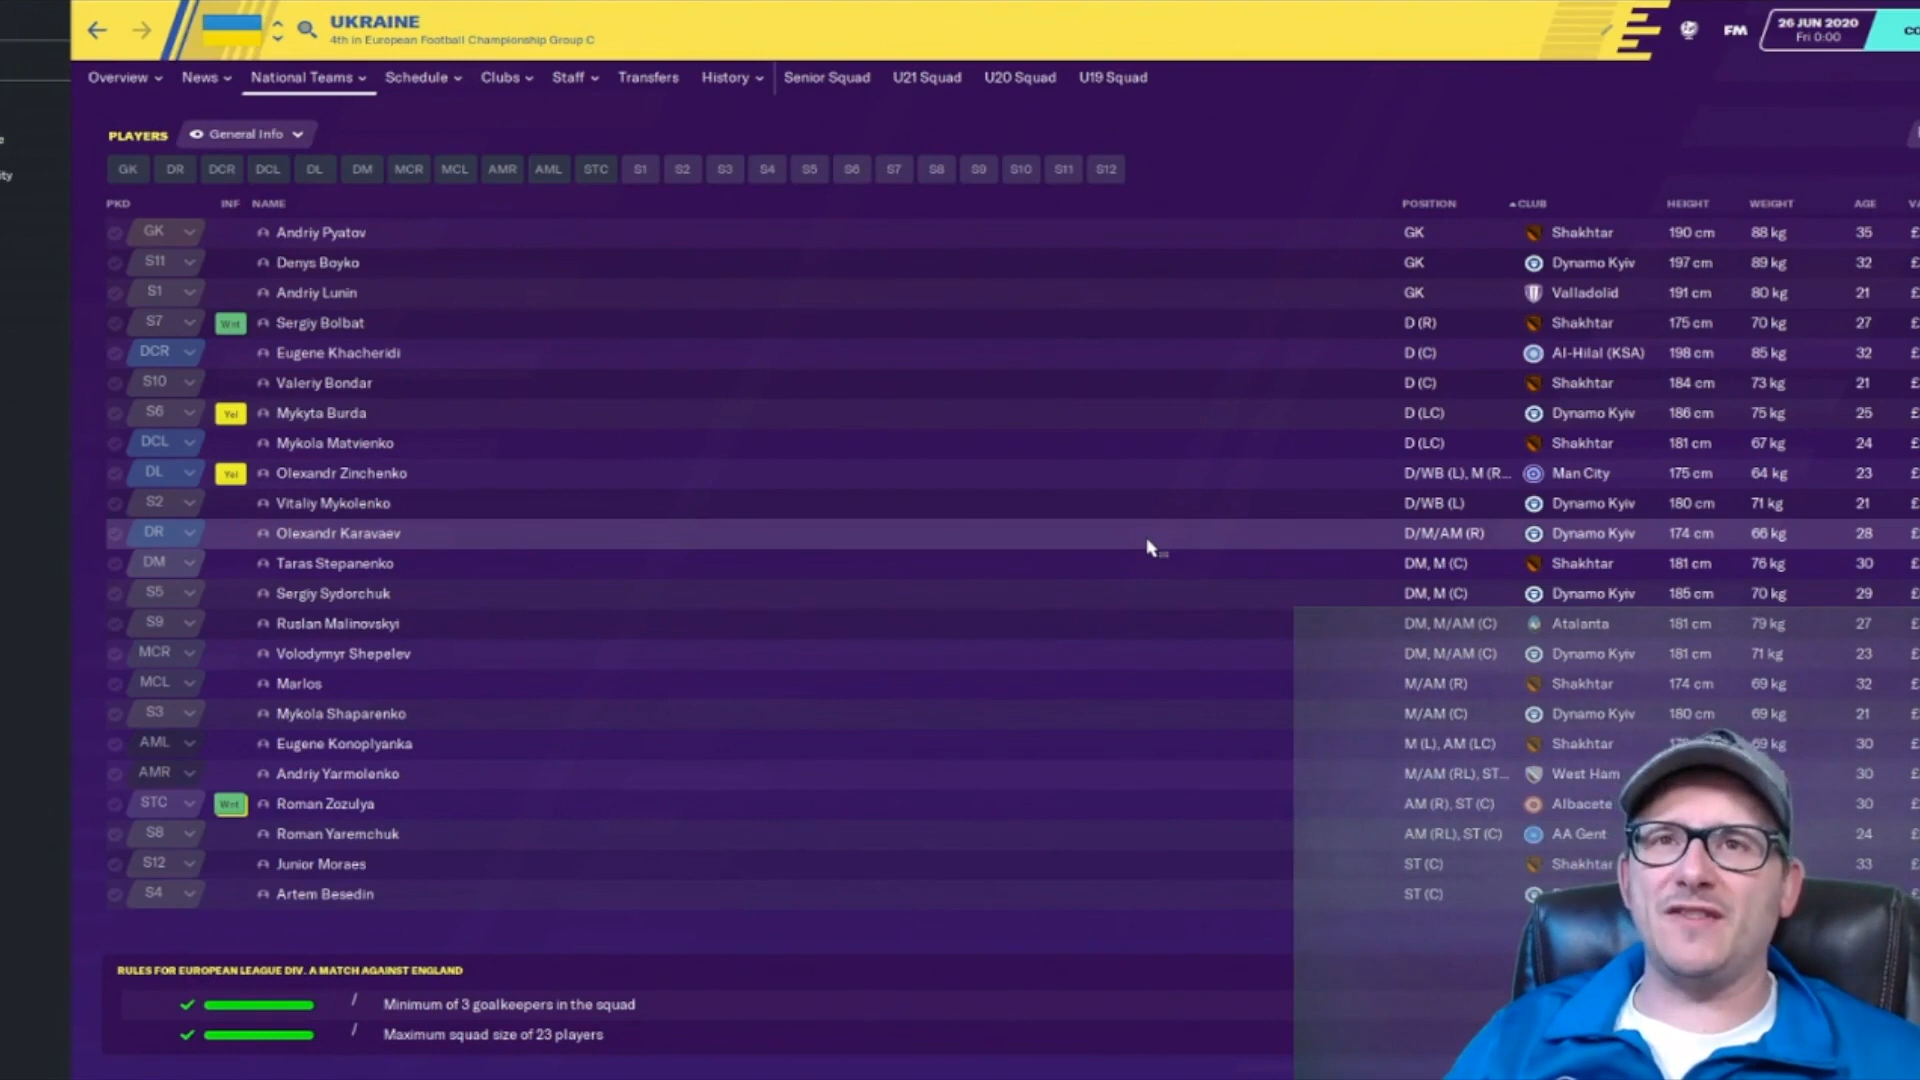 UKRAINE
4th in European Football Championship Group C
FM
26 JUN 2020
Fri 0:00
Overview News National Teams Schedule Clubs Staff Transfers History Senior Squad U21 Squad U20 Squad U19 Squad
PLAYERS General Info
GK DR DCR DCL DL DM MCR MCL AMR AML STC S1 S2 S3 S4 S5 S6 S7 S8 S9 S10 S11 S12
PKD INF NAME POSITION CLUB HEIGHT WEIGHT AGE
GK Andriy Pyatov GK Shakhtar 190 cm 88 kg 35 £
S11 Denys Boyko GK Dynamo Kyiv 197 cm 89 kg 32 £
S1 Andriy Lunin GK Valladolid 191 cm 80 kg 21 £
S7 Wnt Sergiy Bolbat D (R) Shakhtar 175 cm 70 kg 27 £
DCR Eugene Khacheridi D (C) Al-Hilal (KSA) 198 cm 85 kg 32 £
S10 Valeriy Bondar D (C) Shakhtar 184 cm 73 kg 21 £
S6 Yel Mykyta Burda D (LC) Dynamo Kyiv 186 cm 75 kg 25 £
DCL Mykola Matvienko D (LC) Shakhtar 181 cm 67 kg 24 £
DL Yel Olexandr Zinchenko D/WB (L), M (R... Man City 175 cm 64 kg 23 £
S2 Vitaliy Mykolenko D/WB (L) Dynamo Kyiv 180 cm 71 kg 21 £
DR Olexandr Karavaev D/M/AM (R) Dynamo Kyiv 174 cm 66 kg 28 £
DM Taras Stepanenko DM, M (C) Shakhtar 181 cm 76 kg 30 £
S5 Sergiy Sydorchuk DM, M (C) Dynamo Kyiv 185 cm 70 kg 29 £
S9 Ruslan Malinovskyi DM, M/AM (C) Atalanta 181 cm 79 kg 27 £
MCR Volodymyr Shepelev DM, M/AM (C) Dynamo Kyiv 181 cm 71 kg 23 £
MCL Marlos M/AM (R) Shakhtar 174 cm 69 kg 32 £
S3 Mykola Shaparenko M/AM (C) Dynamo Kyiv 180 cm 69 kg 21 £
AML Eugene Konoplyanka M (L), AM (LC) Shakhtar 69 kg 30 £
AMR Andriy Yarmolenko M/AM (RL), ST... West Ham 30 £
STC Wnt Roman Zozulya AM (R), ST (C) Albacete 30 £
S8 Roman Yaremchuk AM (RL), ST (C) AA Gent 24 £
S12 Junior Moraes ST (C) Shakhtar 33 £
S4 Artem Besedin ST (C)
RULES FOR EUROPEAN LEAGUE DIV. A MATCH AGAINST ENGLAND
/ Minimum of 3 goalkeepers in the squad
/ Maximum squad size of 23 players